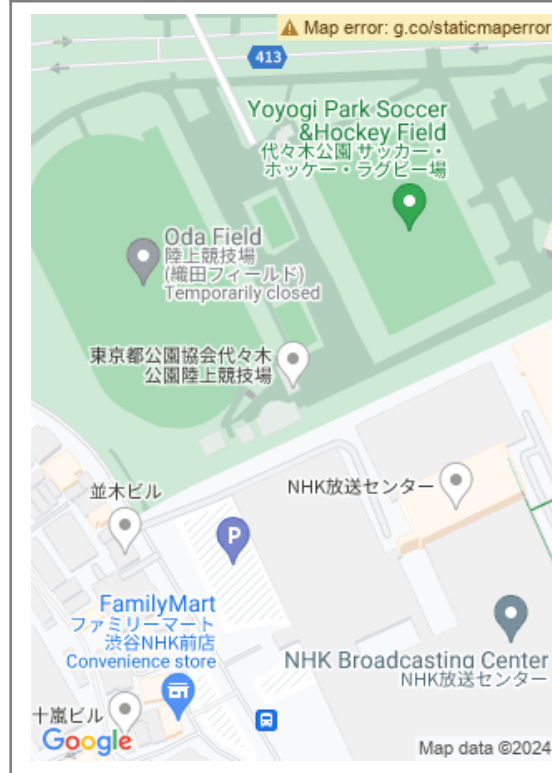 Map error: g.co/staticmaperror
413
Yoyogi Park Soccer
&Hockey Field
代々木公園 サッカー・
ホッケー・ラグビー場
Oda Field
陸上競技場
(織田フィールド)
Temporarily closed
東京都公園協会代々木
公園陸上競技場
NHK放送センター
並木ビル
P
FamilyMart
ファミリーマート
渋谷NHK前店
Convenience store
NHK Broadcasting Center
NHK放送センター
十嵐ビル
Google
Map data ©2024